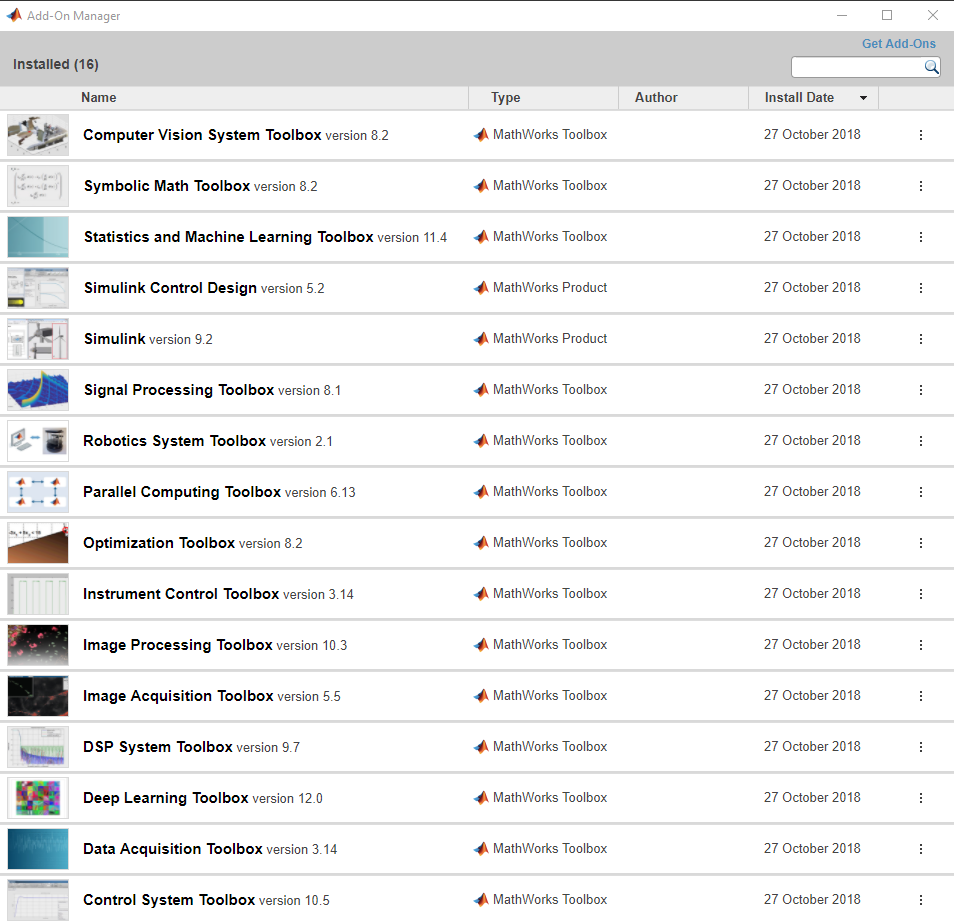 Add-On Manager
Get Add-Ons
Installed (16)
Name Type Author Install Date
Computer Vision System Toolbox version 8.2 MathWorks Toolbox 27 October 2018
Symbolic Math Toolbox version 8.2 MathWorks Toolbox 27 October 2018
Statistics and Machine Learning Toolbox version 11.4 MathWorks Toolbox 27 October 2018
Simulink Control Design version 5.2 MathWorks Product 27 October 2018
Simulink version 9.2 MathWorks Product 27 October 2018
Signal Processing Toolbox version 8.1 MathWorks Toolbox 27 October 2018
Robotics System Toolbox version 2.1 MathWorks Toolbox 27 October 2018
Parallel Computing Toolbox version 6.13 MathWorks Toolbox 27 October 2018
Optimization Toolbox version 8.2 MathWorks Toolbox 27 October 2018
Instrument Control Toolbox version 3.14 MathWorks Toolbox 27 October 2018
Image Processing Toolbox version 10.3 MathWorks Toolbox 27 October 2018
Image Acquisition Toolbox version 5.5 MathWorks Toolbox 27 October 2018
DSP System Toolbox version 9.7 MathWorks Toolbox 27 October 2018
Deep Learning Toolbox version 12.0 MathWorks Toolbox 27 October 2018
Data Acquisition Toolbox version 3.14 MathWorks Toolbox 27 October 2018
Control System Toolbox version 10.5 MathWorks Toolbox 27 October 2018